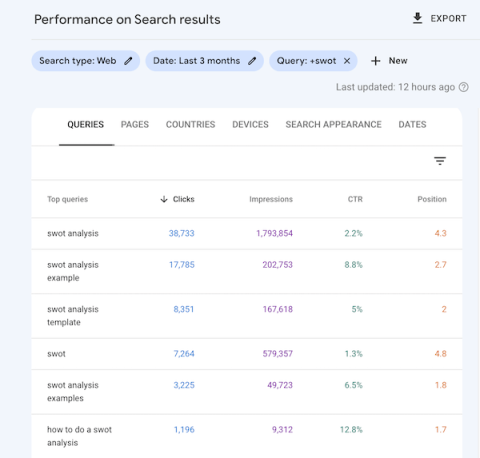 Performance on Search results
EXPORT
Search type: Web
Date: Last 3 months
Query: +swot
New
Last updated: 12 hours ago
QUERIES PAGES COUNTRIES DEVICES SEARCH APPEARANCE DATES
Top queries Clicks Impressions CTR Position
swot analysis 38,733 1,793,854 2.2% 4.3
swot analysis
example 17,785 202,753 8.8% 2.7
swot analysis
template 8,351 167,618 5% 2
swot 7,264 579,357 1.3% 4.8
swot analysis
examples 3,225 49,723 6.5% 1.8
how to do a swot
analysis 1,196 9,312 12.8% 1.7